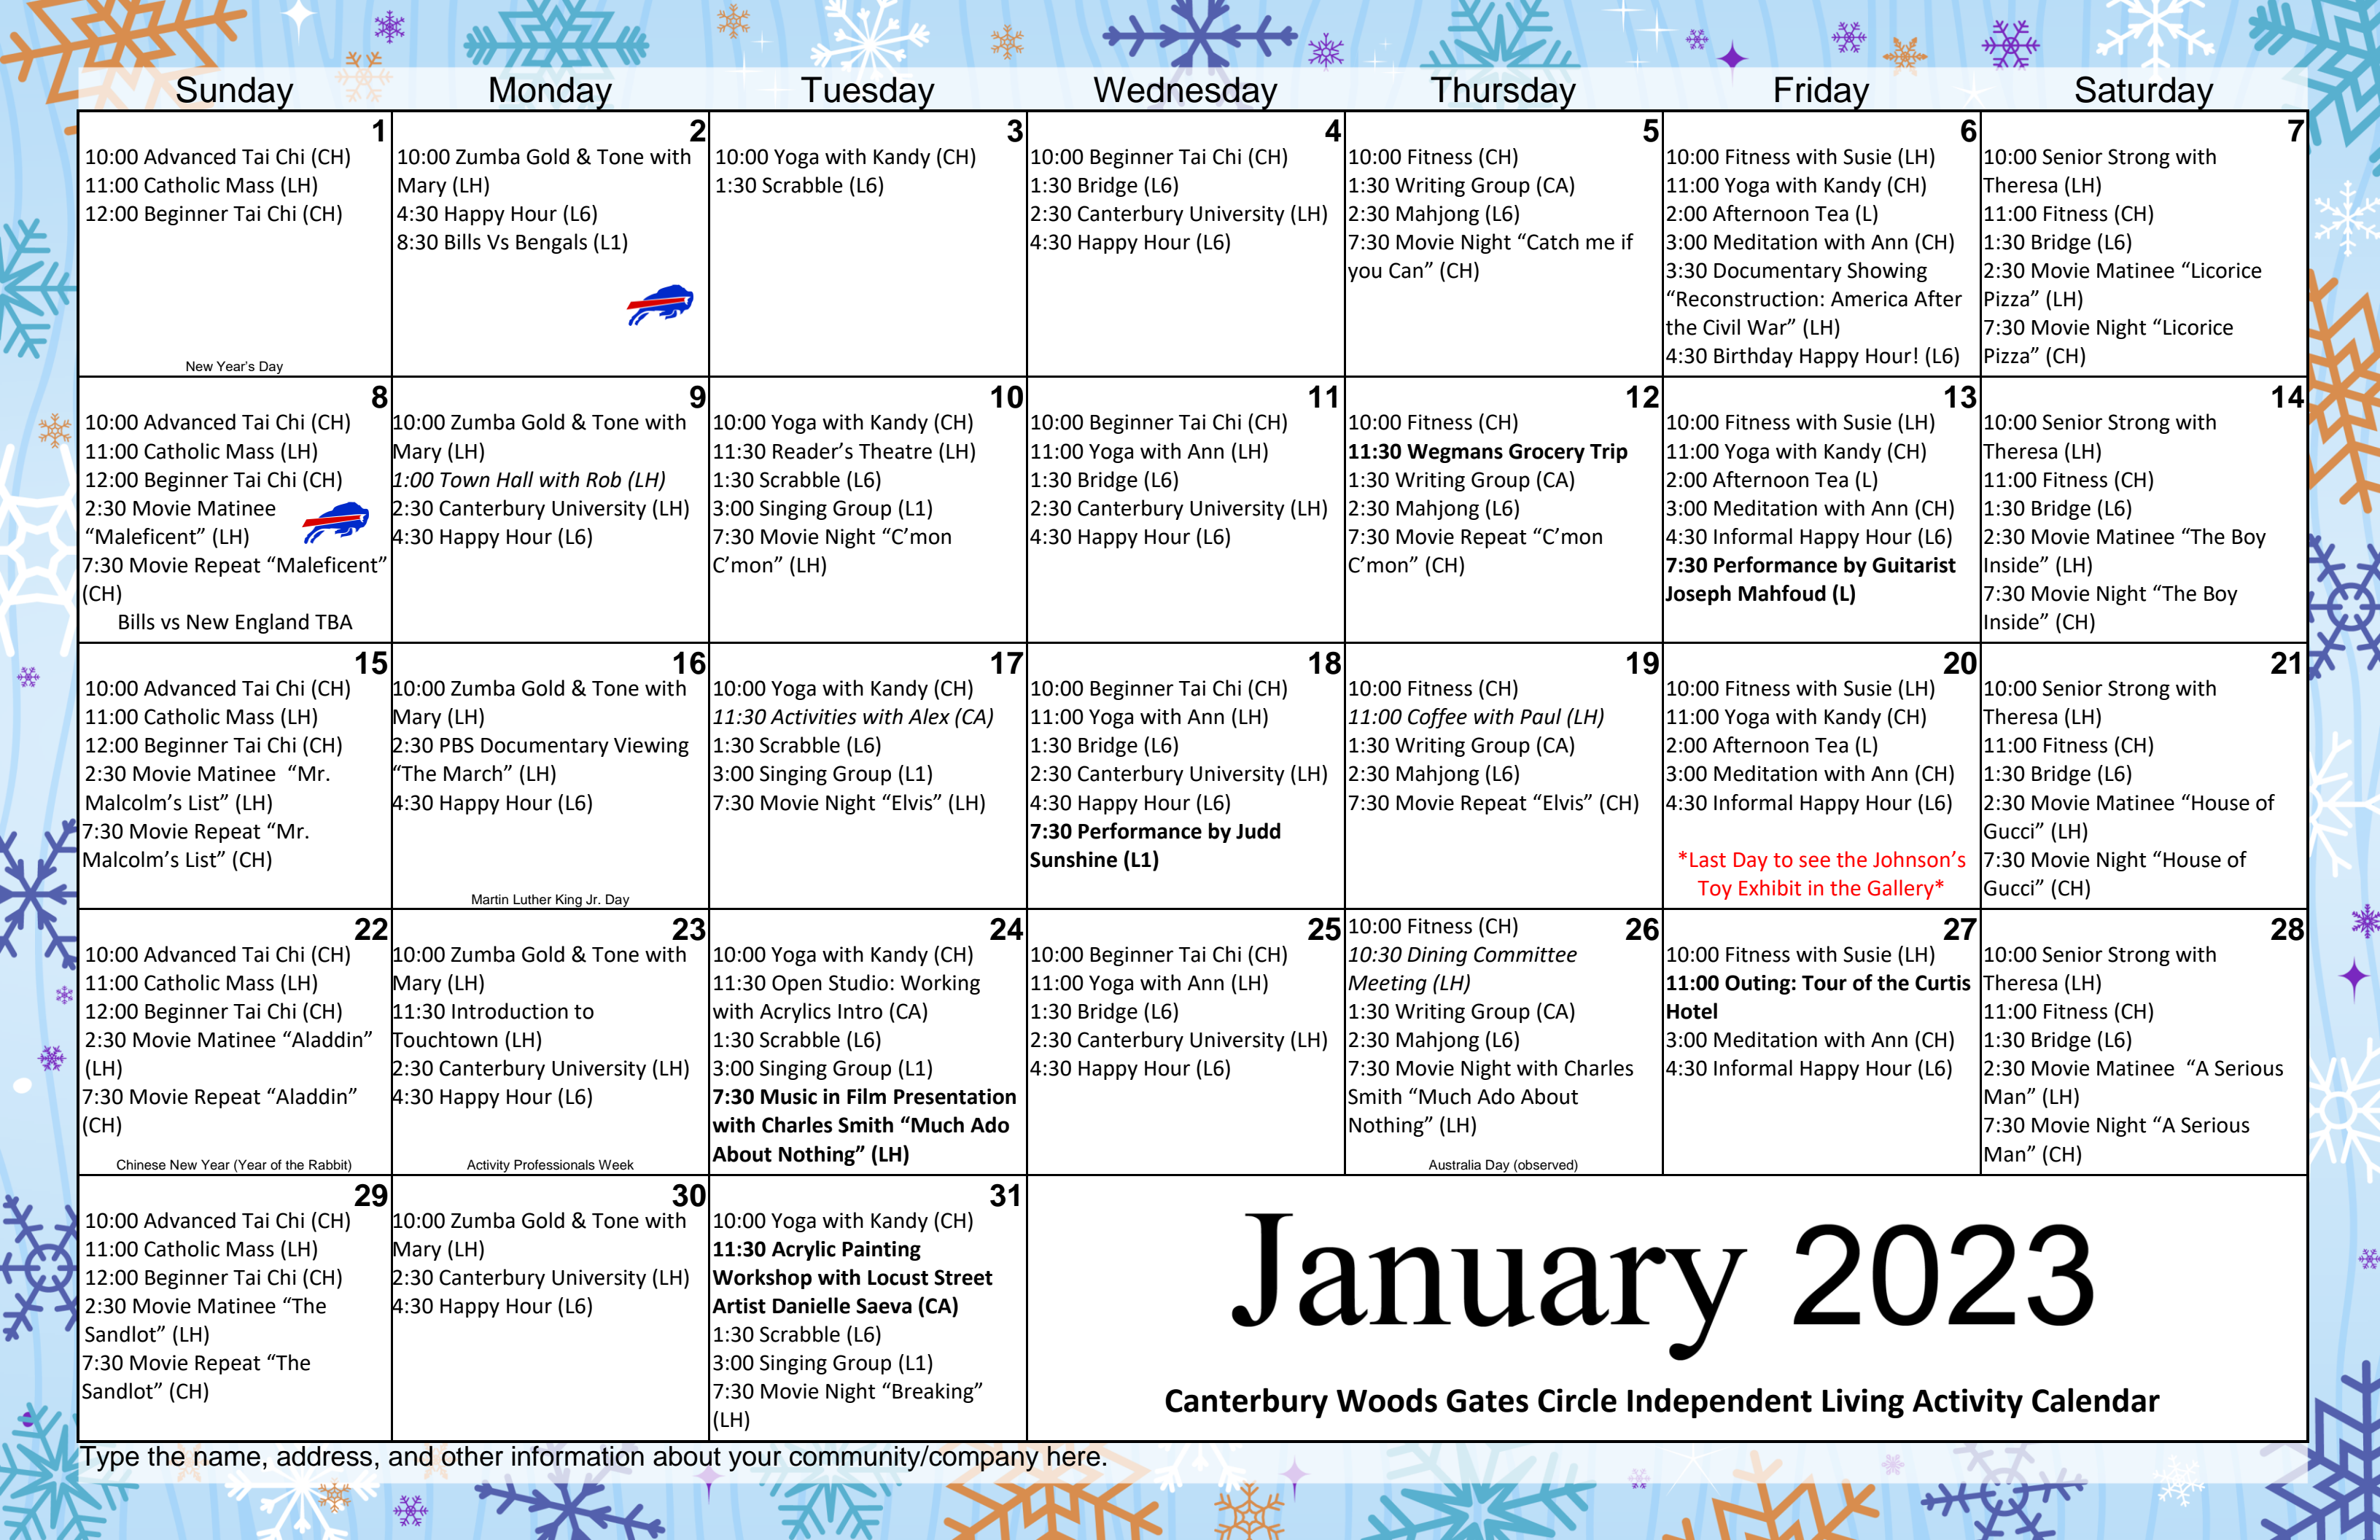 Sunday Monday Tuesday Wednesday Thursday Friday Saturday
1
10:00 Advanced Tai Chi (CH)
11:00 Catholic Mass (LH)
12:00 Beginner Tai Chi (CH)
New Year's Day
2
10:00 Zumba Gold & Tone with
Mary (LH)
4:30 Happy Hour (L6)
8:30 Bills Vs Bengals (L1)
3
10:00 Yoga with Kandy (CH)
1:30 Scrabble (L6)
4
10:00 Beginner Tai Chi (CH)
1:30 Bridge (L6)
2:30 Canterbury University (LH)
4:30 Happy Hour (L6)
5
10:00 Fitness (CH)
1:30 Writing Group (CA)
2:30 Mahjong (L6)
7:30 Movie Night “Catch me if
you Can” (CH)
6
10:00 Fitness with Susie (LH)
11:00 Yoga with Kandy (CH)
2:00 Afternoon Tea (L)
3:00 Meditation with Ann (CH)
3:30 Documentary Showing
“Reconstruction: America After
the Civil War” (LH)
4:30 Birthday Happy Hour! (L6)
7
10:00 Senior Strong with
Theresa (LH)
11:00 Fitness (CH)
1:30 Bridge (L6)
2:30 Movie Matinee “Licorice
Pizza” (LH)
7:30 Movie Night “Licorice
Pizza” (CH)
8
10:00 Advanced Tai Chi (CH)
11:00 Catholic Mass (LH)
12:00 Beginner Tai Chi (CH)
2:30 Movie Matinee
“Maleficent” (LH)
7:30 Movie Repeat “Maleficent”
(CH)
Bills vs New England TBA
9
10:00 Zumba Gold & Tone with
Mary (LH)
1:00 Town Hall with Rob (LH)
2:30 Canterbury University (LH)
4:30 Happy Hour (L6)
10
10:00 Yoga with Kandy (CH)
11:30 Reader’s Theatre (LH)
1:30 Scrabble (L6)
3:00 Singing Group (L1)
7:30 Movie Night “C’mon
C’mon” (LH)
11
10:00 Beginner Tai Chi (CH)
11:00 Yoga with Ann (LH)
1:30 Bridge (L6)
2:30 Canterbury University (LH)
4:30 Happy Hour (L6)
12
10:00 Fitness (CH)
11:30 Wegmans Grocery Trip
1:30 Writing Group (CA)
2:30 Mahjong (L6)
7:30 Movie Repeat “C’mon
C’mon” (CH)
13
10:00 Fitness with Susie (LH)
11:00 Yoga with Kandy (CH)
2:00 Afternoon Tea (L)
3:00 Meditation with Ann (CH)
4:30 Informal Happy Hour (L6)
7:30 Performance by Guitarist
Joseph Mahfoud (L)
14
10:00 Senior Strong with
Theresa (LH)
11:00 Fitness (CH)
1:30 Bridge (L6)
2:30 Movie Matinee “The Boy
Inside” (LH)
7:30 Movie Night “The Boy
Inside” (CH)
15
10:00 Advanced Tai Chi (CH)
11:00 Catholic Mass (LH)
12:00 Beginner Tai Chi (CH)
2:30 Movie Matinee “Mr.
Malcolm’s List” (LH)
7:30 Movie Repeat “Mr.
Malcolm’s List” (CH)
16
10:00 Zumba Gold & Tone with
Mary (LH)
2:30 PBS Documentary Viewing
“The March” (LH)
4:30 Happy Hour (L6)
Martin Luther King Jr. Day
17
10:00 Yoga with Kandy (CH)
11:30 Activities with Alex (CA)
1:30 Scrabble (L6)
3:00 Singing Group (L1)
7:30 Movie Night “Elvis” (LH)
18
10:00 Beginner Tai Chi (CH)
11:00 Yoga with Ann (LH)
1:30 Bridge (L6)
2:30 Canterbury University (LH)
4:30 Happy Hour (L6)
7:30 Performance by Judd
Sunshine (L1)
19
10:00 Fitness (CH)
11:00 Coffee with Paul (LH)
1:30 Writing Group (CA)
2:30 Mahjong (L6)
7:30 Movie Repeat “Elvis” (CH)
20
10:00 Fitness with Susie (LH)
11:00 Yoga with Kandy (CH)
2:00 Afternoon Tea (L)
3:00 Meditation with Ann (CH)
4:30 Informal Happy Hour (L6)
*Last Day to see the Johnson’s
Toy Exhibit in the Gallery*
21
10:00 Senior Strong with
Theresa (LH)
11:00 Fitness (CH)
1:30 Bridge (L6)
2:30 Movie Matinee “House of
Gucci” (LH)
7:30 Movie Night “House of
Gucci” (CH)
22
10:00 Advanced Tai Chi (CH)
11:00 Catholic Mass (LH)
12:00 Beginner Tai Chi (CH)
2:30 Movie Matinee “Aladdin”
(LH)
7:30 Movie Repeat “Aladdin”
(CH)
Chinese New Year (Year of the Rabbit)
23
10:00 Zumba Gold & Tone with
Mary (LH)
11:30 Introduction to
Touchtown (LH)
2:30 Canterbury University (LH)
4:30 Happy Hour (L6)
Activity Professionals Week
24
10:00 Yoga with Kandy (CH)
11:30 Open Studio: Working
with Acrylics Intro (CA)
1:30 Scrabble (L6)
3:00 Singing Group (L1)
7:30 Music in Film Presentation
with Charles Smith “Much Ado
About Nothing” (LH)
25
10:00 Beginner Tai Chi (CH)
11:00 Yoga with Ann (LH)
1:30 Bridge (L6)
2:30 Canterbury University (LH)
4:30 Happy Hour (L6)
26
10:00 Fitness (CH)
10:30 Dining Committee
Meeting (LH)
1:30 Writing Group (CA)
2:30 Mahjong (L6)
7:30 Movie Night with Charles
Smith “Much Ado About
Nothing” (LH)
Australia Day (observed)
27
10:00 Fitness with Susie (LH)
11:00 Outing: Tour of the Curtis
Hotel
3:00 Meditation with Ann (CH)
4:30 Informal Happy Hour (L6)
28
10:00 Senior Strong with
Theresa (LH)
11:00 Fitness (CH)
1:30 Bridge (L6)
2:30 Movie Matinee “A Serious
Man” (LH)
7:30 Movie Night “A Serious
Man” (CH)
29
10:00 Advanced Tai Chi (CH)
11:00 Catholic Mass (LH)
12:00 Beginner Tai Chi (CH)
2:30 Movie Matinee “The
Sandlot” (LH)
7:30 Movie Repeat “The
Sandlot” (CH)
30
10:00 Zumba Gold & Tone with
Mary (LH)
2:30 Canterbury University (LH)
4:30 Happy Hour (L6)
31
10:00 Yoga with Kandy (CH)
11:30 Acrylic Painting
Workshop with Locust Street
Artist Danielle Saeva (CA)
1:30 Scrabble (L6)
3:00 Singing Group (L1)
7:30 Movie Night “Breaking”
(LH)
January 2023
Canterbury Woods Gates Circle Independent Living Activity Calendar
Type the name, address, and other information about your community/company here.